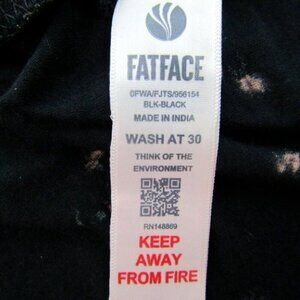 FATFACE
0FWA/FJTS/956154
BLK-BLACK
MADE IN INDIA
WASH AT 30
THINK OF THE
ENVIRONMENT
RN148869
KEEP
AWAY
FROM FIRE